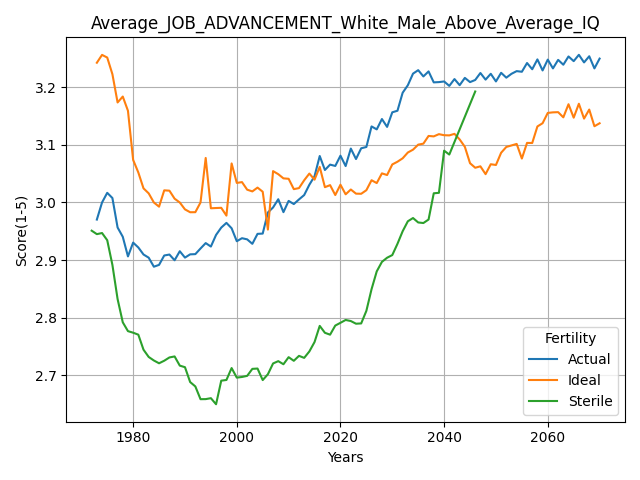 Average_JOB_ADVANCEMENT_White_Male_Above_Average_IQ
3.2
3.1
3.0
2.9
2.8
2.7
Score(1-5)
1980
2000
2020
2040
2060
Years
Fertility
Actual
Ideal
Sterile